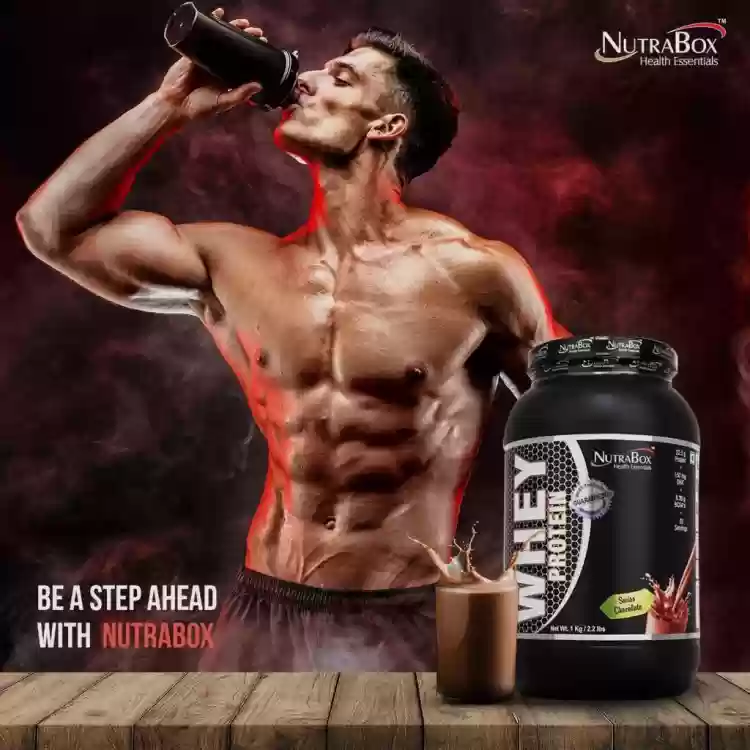 NUTRABOX™
Health Essentials
NUTRABOX
NUTRABOX
NUTRABOX
Health Essentials
WHEY
PROTEIN
Swiss
Chocolate
Net Wt. 1 Kg / 2.2 lbs
BE A STEP AHEAD
WITH NUTRABOX